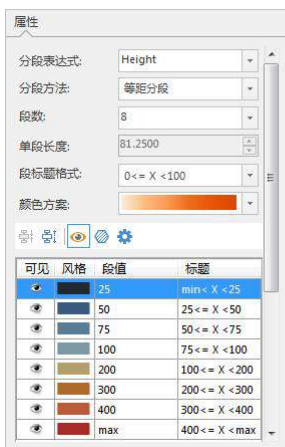 属性
分段表达式: Height
分段方法: 等距分段
段数: 8
单段长度: 81.2500
段标题格式: 0<= X <100
颜色方案:
可见 风格 段值 标题
25 min< X <25
50 25<= X <50
75 50<= X <75
100 75<= X <100
200 100<= X <200
300 200<= X <300
400 300<= X <400
max 400<= X <max